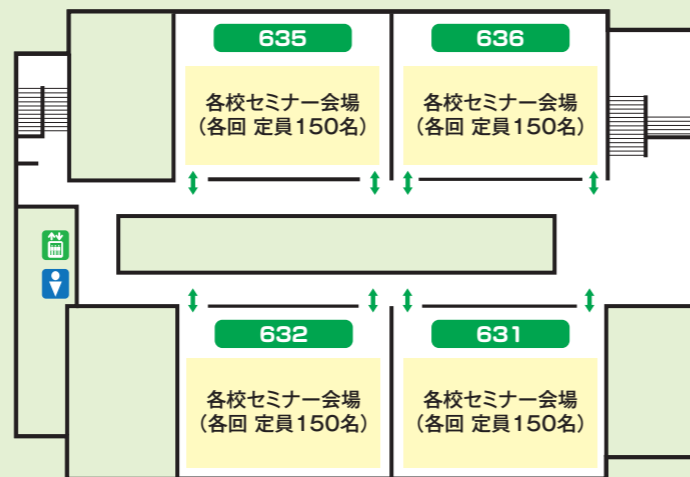 635
各校セミナー会場
（各回 定員150名）
636
各校セミナー会場
（各回 定員150名）
632
各校セミナー会場
（各回 定員150名）
631
各校セミナー会場
（各回 定員150名）